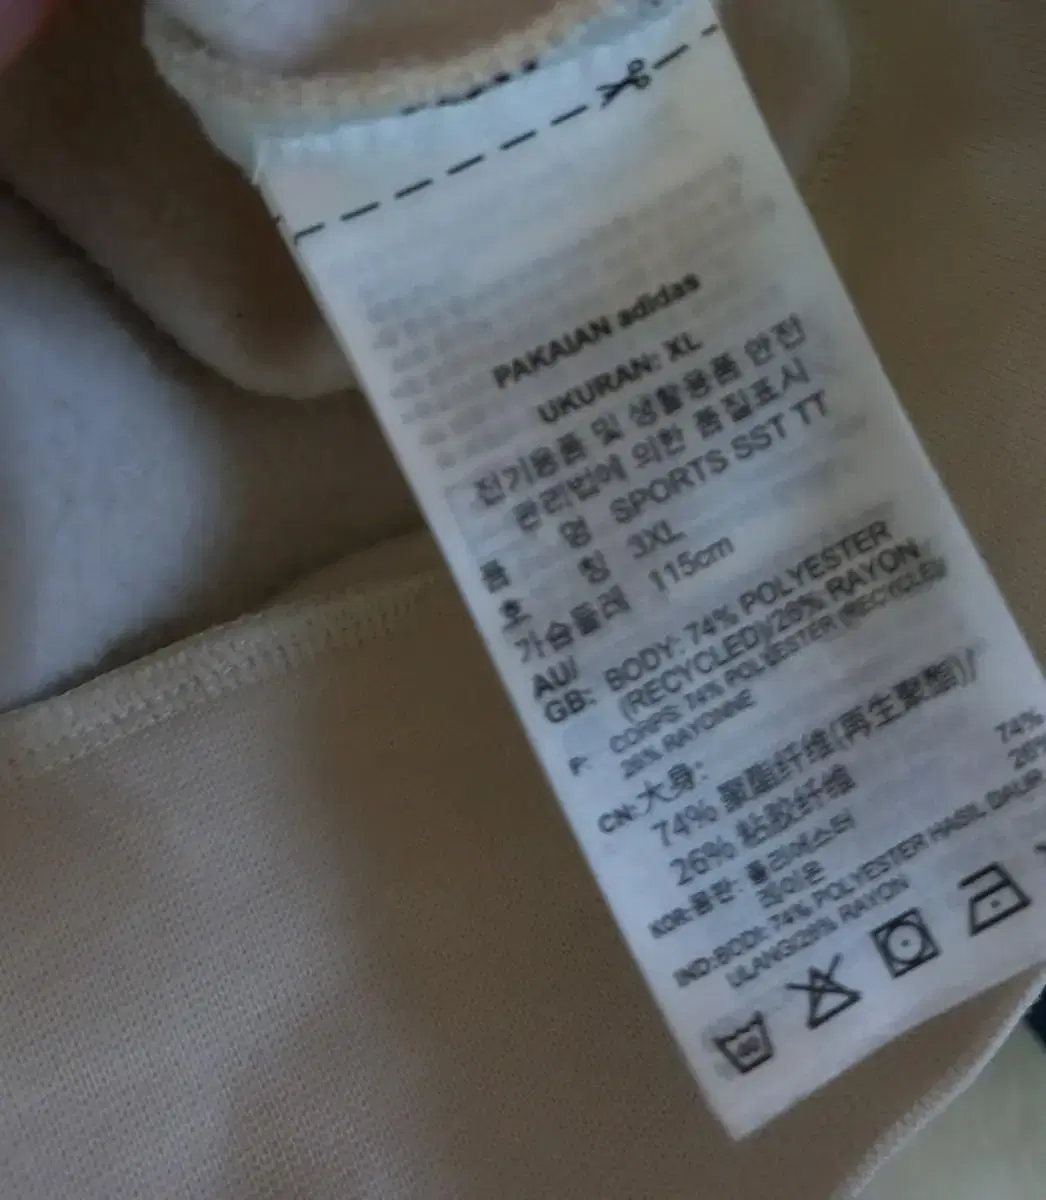 PAKAIAN adidas
UKURAN: XL
전기용품 및 생활용품 안전
관리법에 의한 품질표시
품 명 SPORTS SST TT
호 칭 3XL
가슴둘레 115cm
AU/
GB: BODY: 74% POLYESTER
(RECYCLED)/26% RAYON
F: CORPS: 74% POLYESTER (RECYCLE)/
26% RAYONNE
CN:大身:
74% 聚酯纤维(再生聚酯)/
26% 粘胶纤维
KOR:몸판: 폴리에스터 74%
레이온 26%
IND:BODI: 74% POLYESTER HASIL DAUR
ULANG/26% RAYON